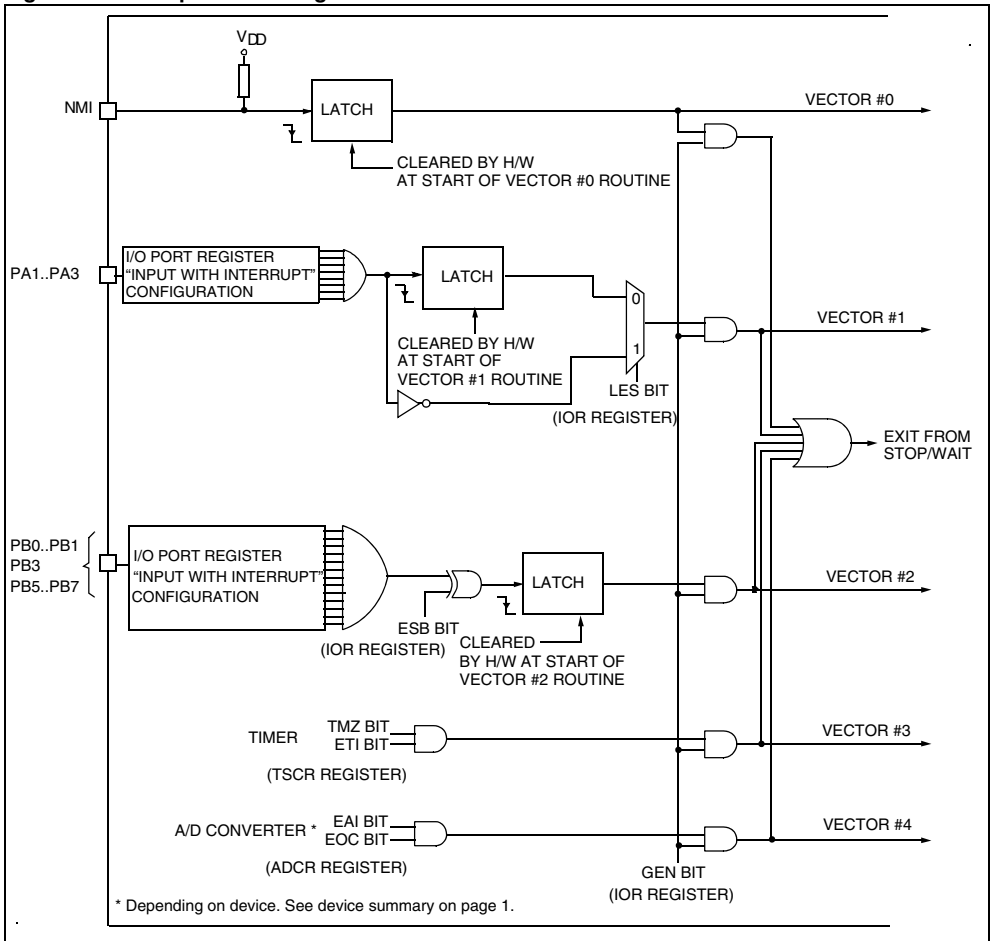 VDD
NMI
LATCH
VECTOR #0
CLEARED BY H/W
AT START OF VECTOR #0 ROUTINE
PA1..PA3
I/O PORT REGISTER
“INPUT WITH INTERRUPT”
CONFIGURATION
LATCH
0
1
VECTOR #1
CLEARED BY H/W
AT START OF
VECTOR #1 ROUTINE
LES BIT
(IOR REGISTER)
EXIT FROM
STOP/WAIT
PB0..PB1
PB3
PB5..PB7
I/O PORT REGISTER
“INPUT WITH INTERRUPT”
CONFIGURATION
LATCH
VECTOR #2
ESB BIT
(IOR REGISTER)
CLEARED
BY H/W AT START OF
VECTOR #2 ROUTINE
TIMER
TMZ BIT
ETI BIT
(TSCR REGISTER)
VECTOR #3
A/D CONVERTER *
EAI BIT
EOC BIT
(ADCR REGISTER)
VECTOR #4
GEN BIT
(IOR REGISTER)
* Depending on device. See device summary on page 1.